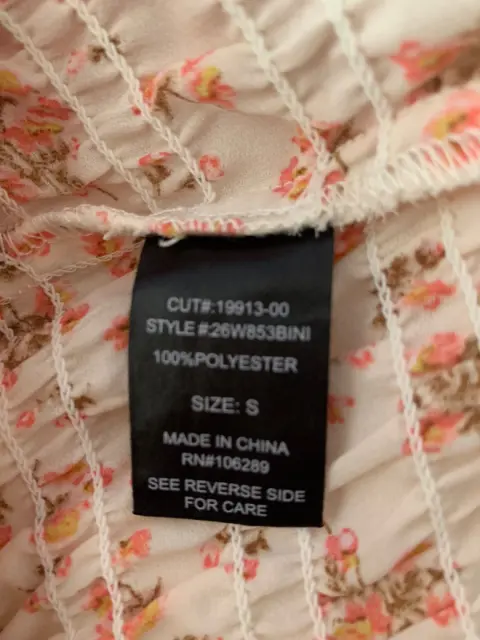 CUT#:19913-00
STYLE #:26W853BINI
100%POLYESTER
SIZE: S
MADE IN CHINA
RN#106289
SEE REVERSE SIDE
FOR CARE